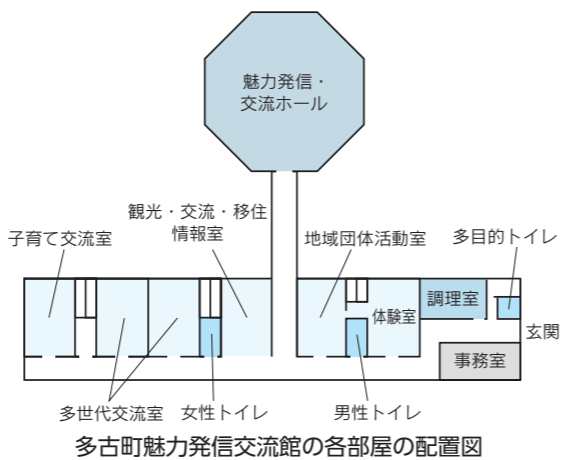 魅力発信・
交流ホール
観光・交流・移住
情報室
子育て交流室
地域団体活動室
多目的トイレ
調理室
体験室
玄関
事務室
多世代交流室
女性トイレ
男性トイレ
多古町魅力発信交流館の各部屋の配置図